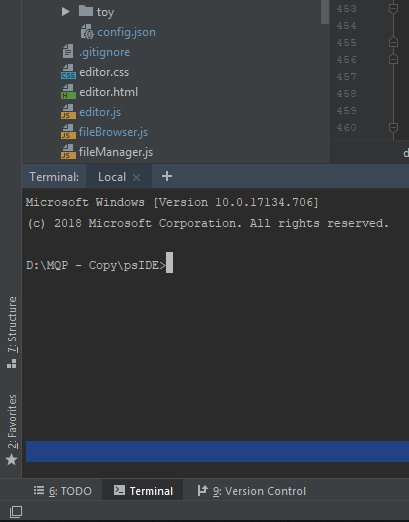 toy
config.json
.gitignore
editor.css
editor.html
editor.js
fileBrowser.js
fileManager.js
453
454
455
456
458
459
460
d
Terminal: Local × +
Microsoft Windows [Version 10.0.17134.706]
(c) 2018 Microsoft Corporation. All rights reserved.
D:\MQP - Copy\psIDE>
7: Structure
2: Favorites
6: TODO Terminal 9: Version Control